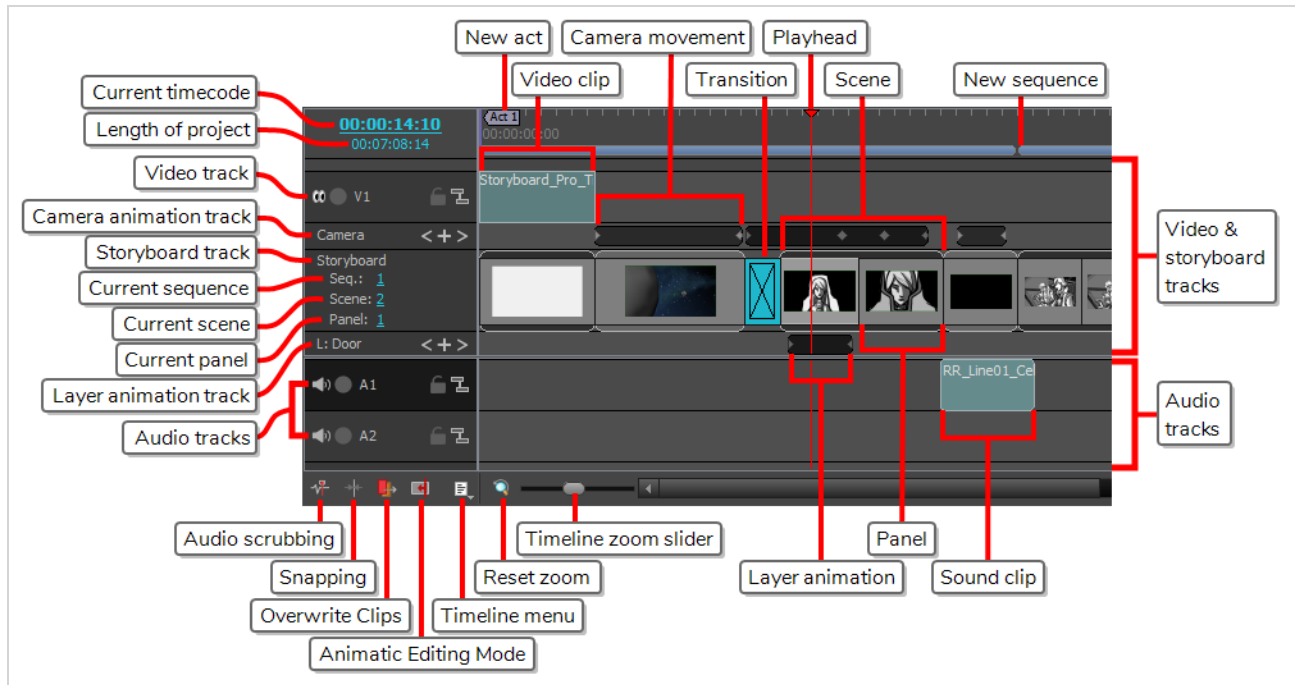 New act
Camera movement
Playhead
Video clip
Transition
Scene
New sequence
Current timecode
Length of project
Video track
Camera animation track
Storyboard track
Current sequence
Current scene
Current panel
Layer animation track
Audio tracks
00:00:14:10
00:07:08:14
Act 1
00:00:00:00
V1
Storyboard_Pro_T
Camera
Storyboard
Seq.: 1
Scene: 2
Panel: 1
L: Door
A1
RR_Line01_Ce
A2
Video &
storyboard
tracks
Audio
tracks
Audio scrubbing
Timeline zoom slider
Panel
Snapping
Reset zoom
Layer animation
Sound clip
Overwrite Clips
Timeline menu
Animatic Editing Mode